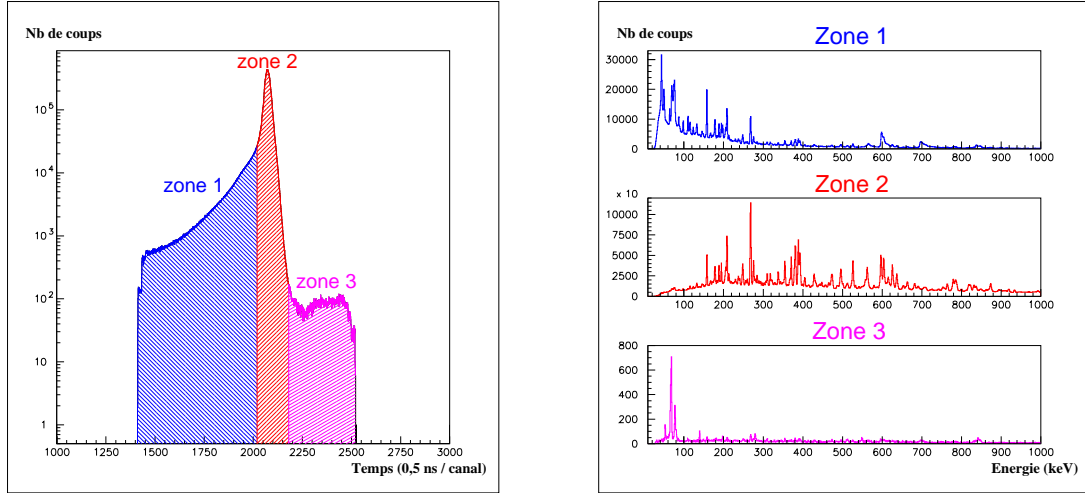 Nb de coups
zone 2
zone 1
zone 3
10^5
10^4
10^3
10^2
10
1
1000 1250 1500 1750 2000 2250 2500 2750 3000
Temps (0,5 ns / canal)
Nb de coups
Zone 1
30000
20000
10000
0
100 200 300 400 500 600 700 800 900 1000
Zone 2
x 10
10000
7500
5000
2500
0
100 200 300 400 500 600 700 800 900 1000
Zone 3
800
600
400
200
0
100 200 300 400 500 600 700 800 900 1000
Nb de coups
Energie (keV)